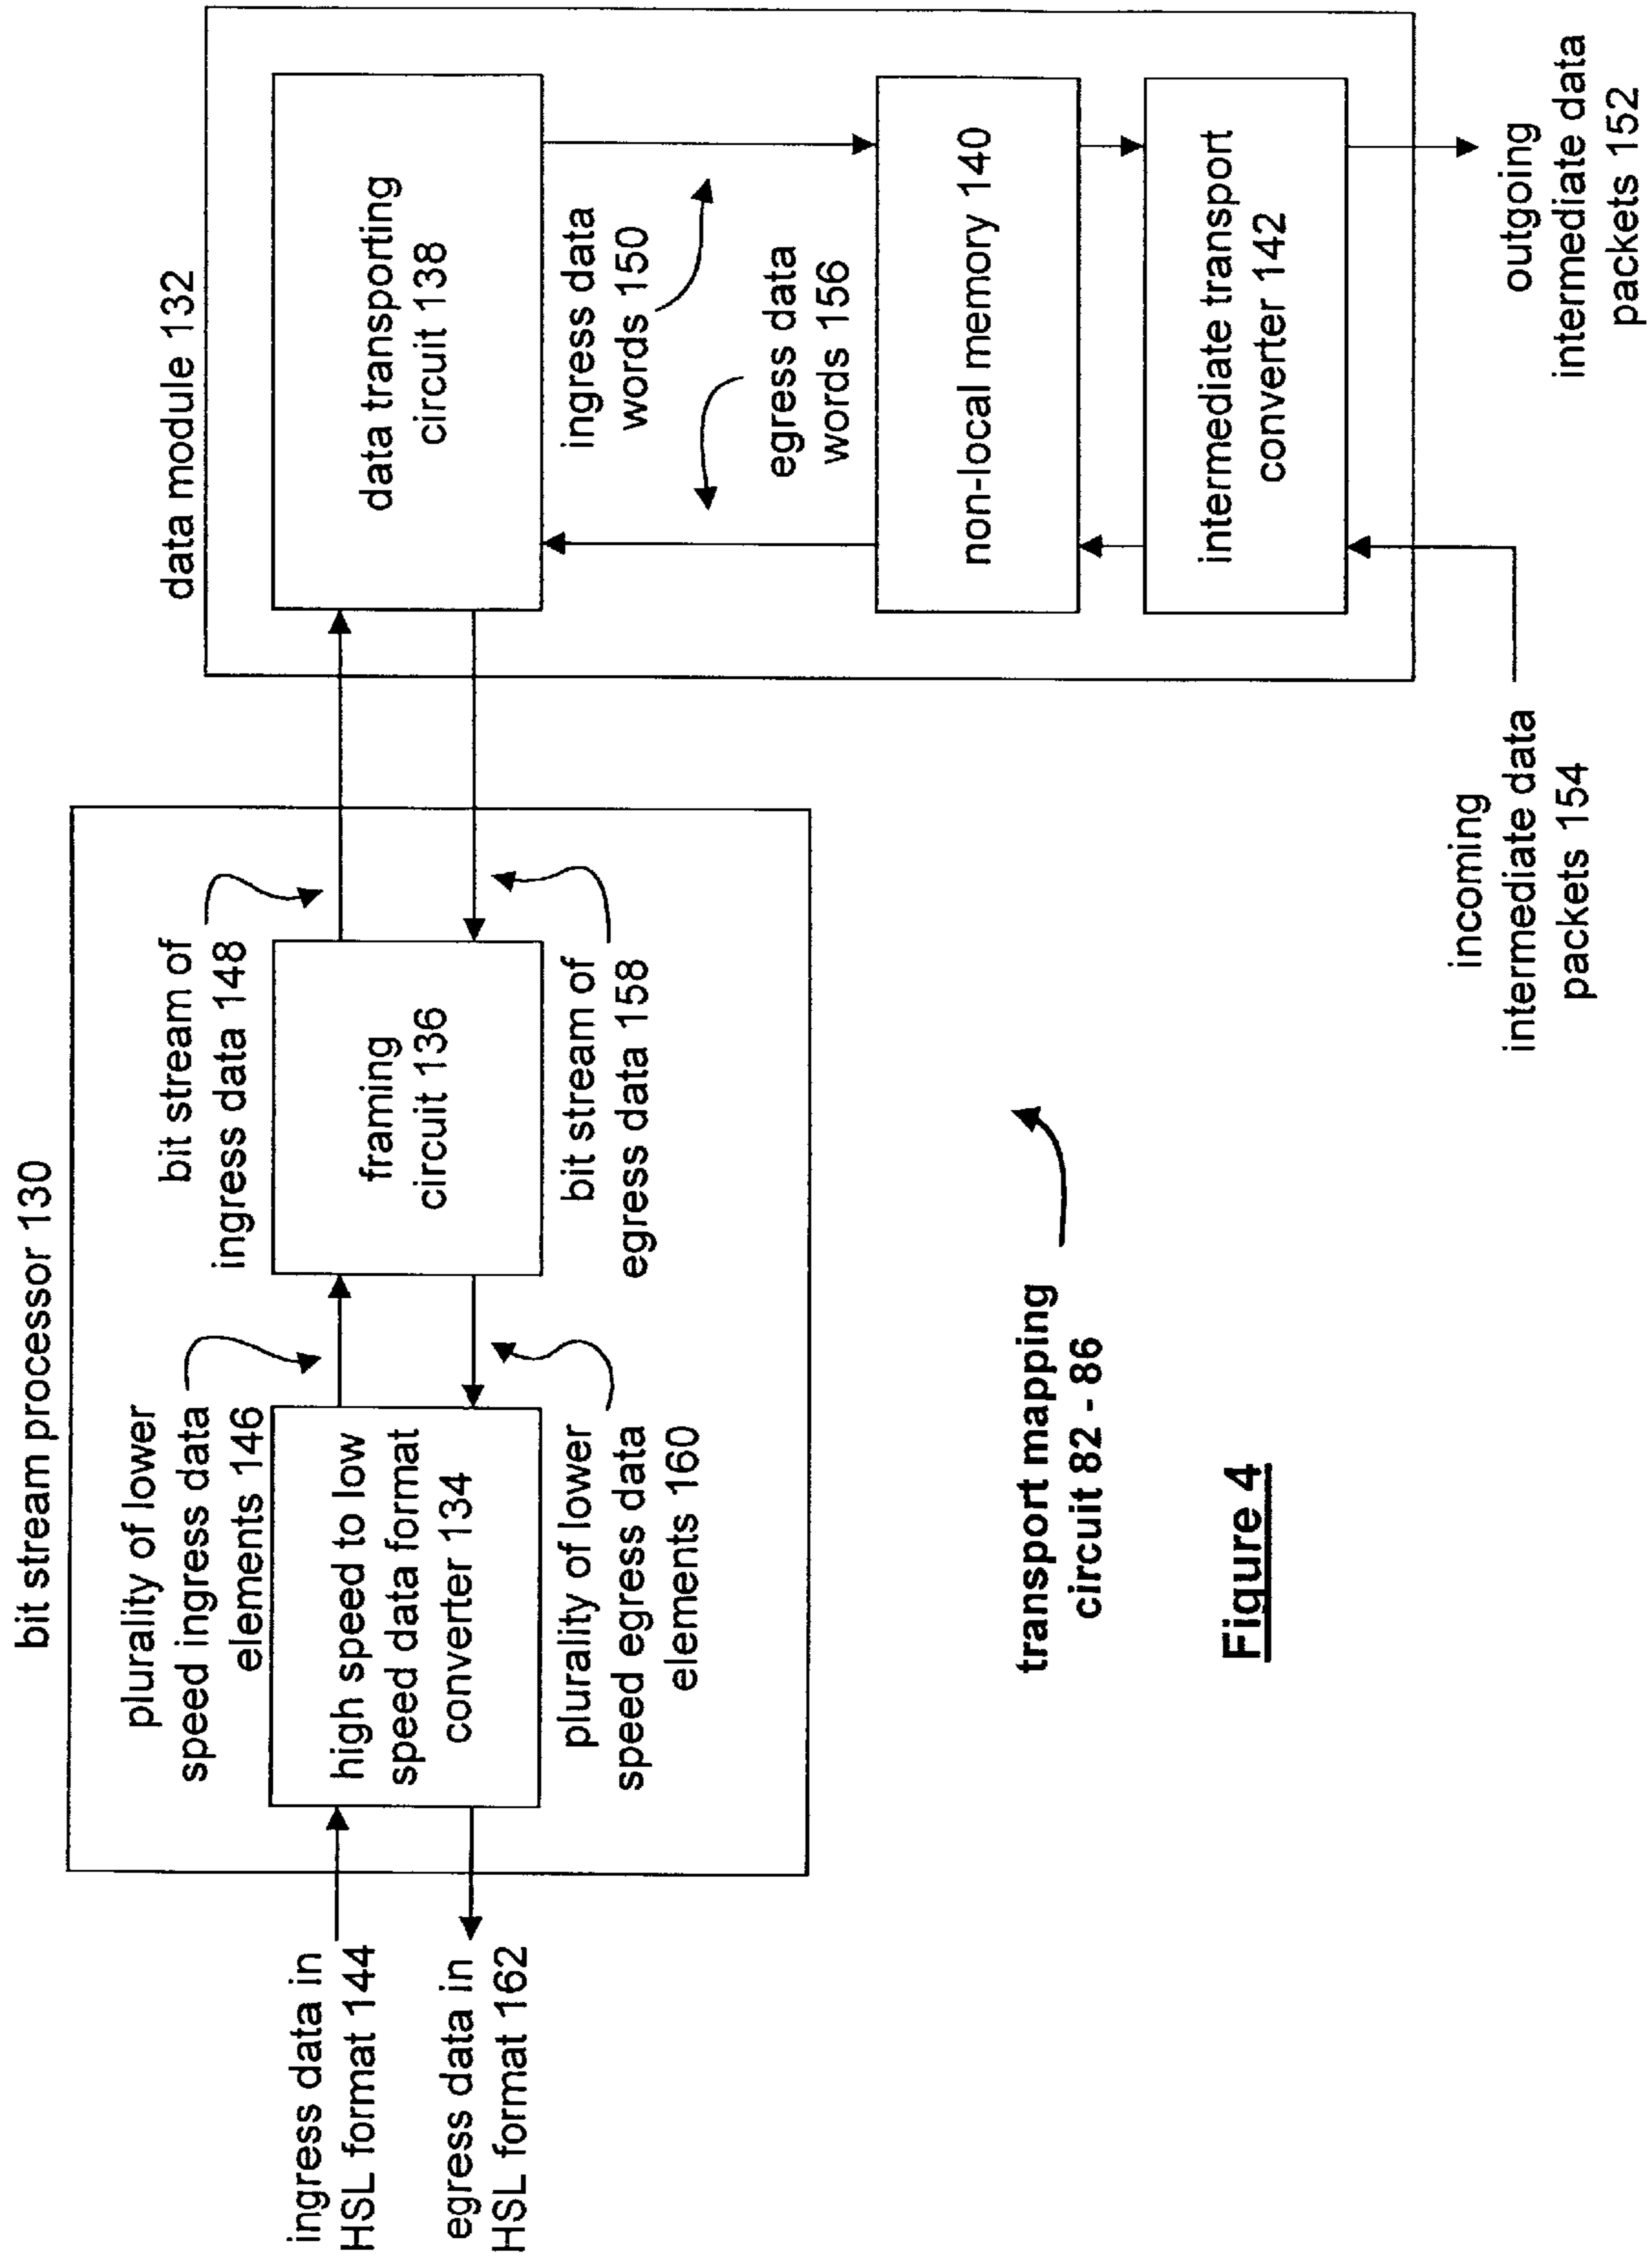 bit stream processor 130
data module 132
ingress data in
HSL format 144
egress data in
HSL format 162
plurality of lower
speed ingress data
elements 146
high speed to low
speed data format
converter 134
plurality of lower
speed egress data
elements 160
bit stream of
ingress data 148
framing
circuit 136
bit stream of
egress data 158
data transporting
circuit 138
ingress data
words 150
egress data
words 156
non-local memory 140
intermediate transport
converter 142
incoming
intermediate data
packets 154
outgoing
intermediate data
packets 152
transport mapping
circuit 82 - 86
Figure 4